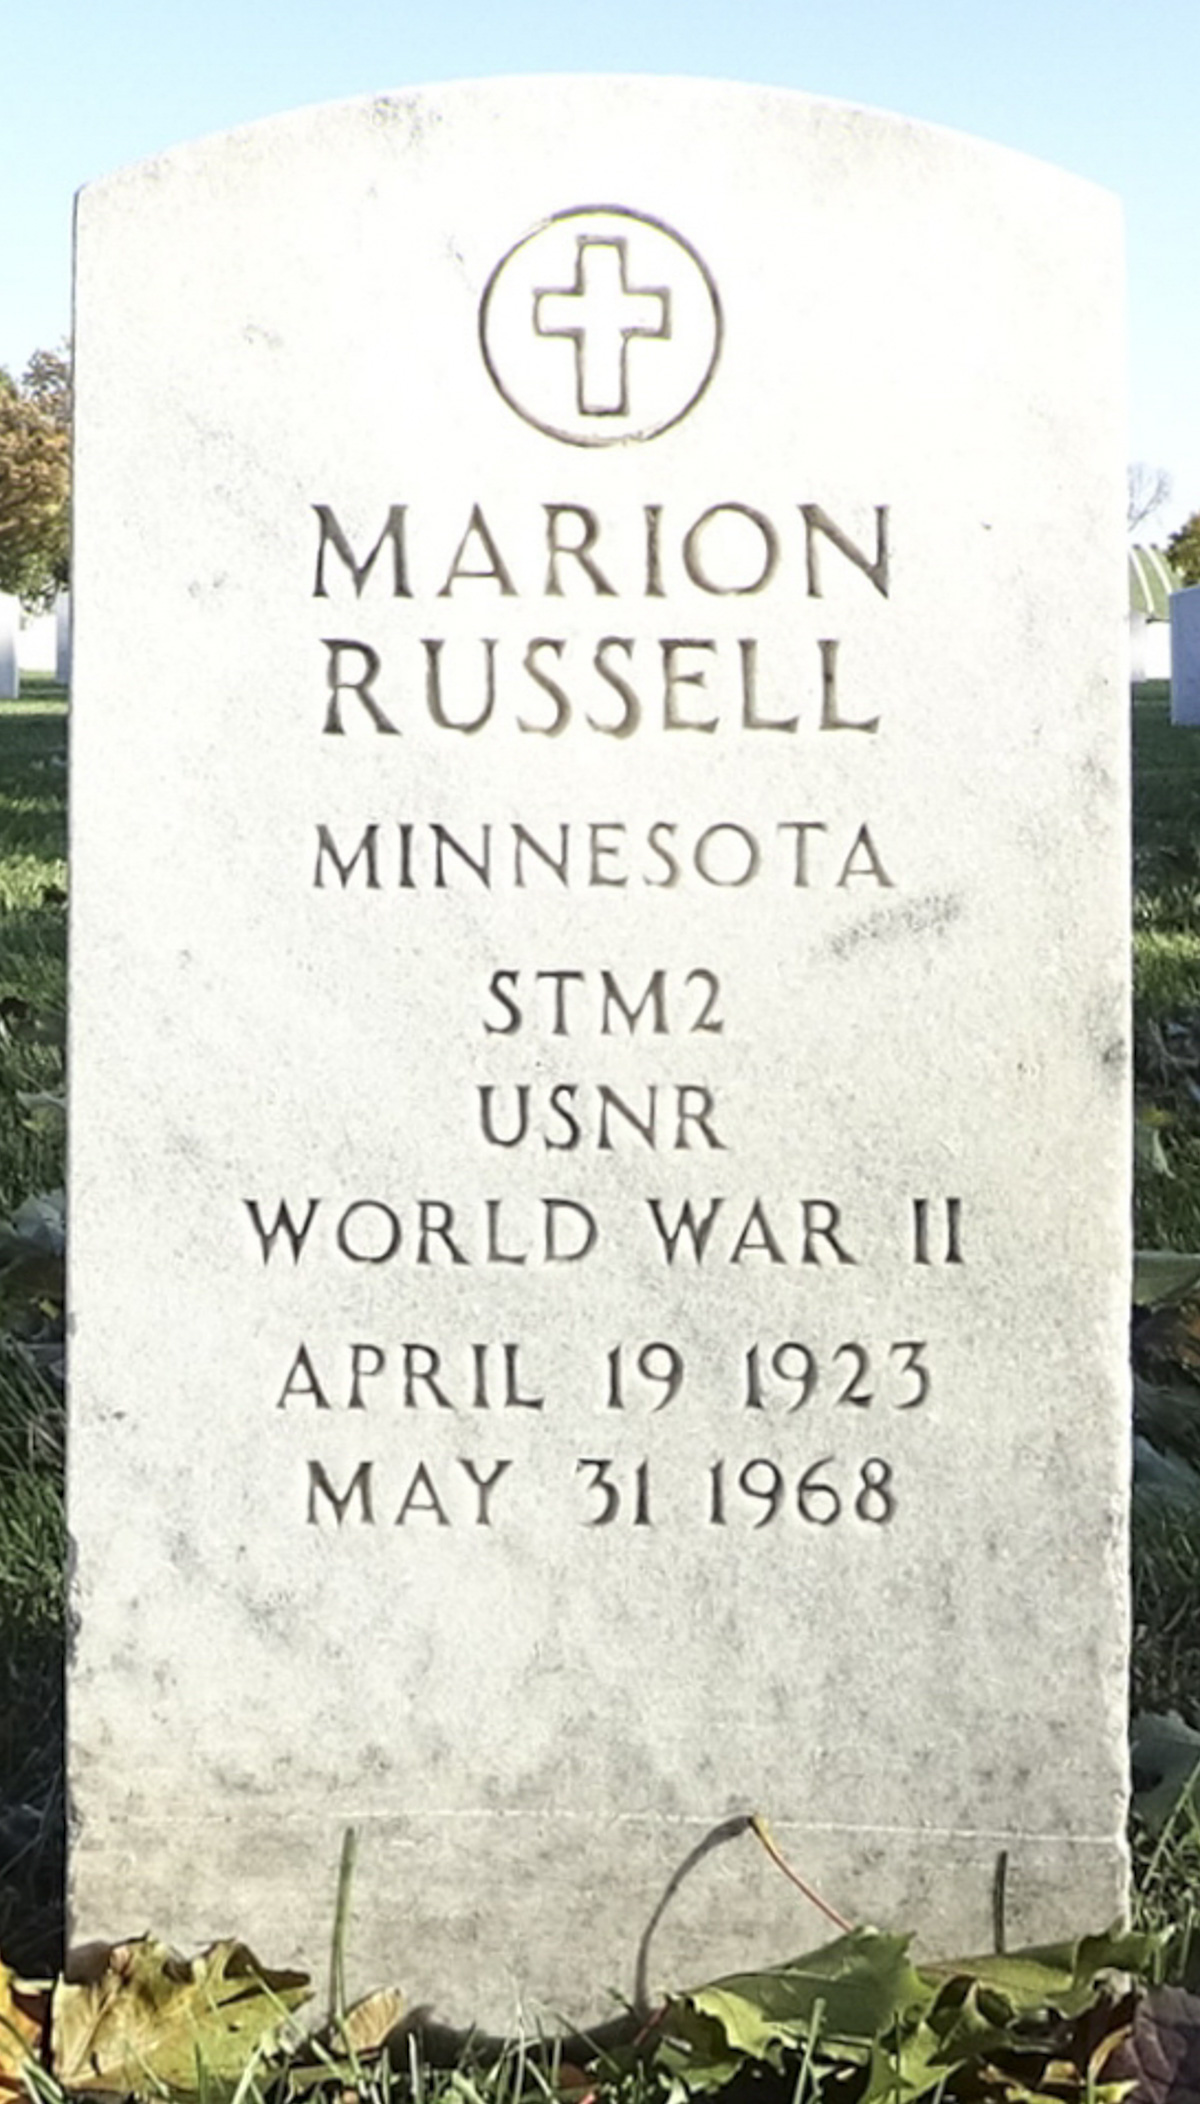 MARION
RUSSELL
MINNESOTA
STM2
USNR
WORLD WAR II
APRIL 19 1923
MAY 31 1968